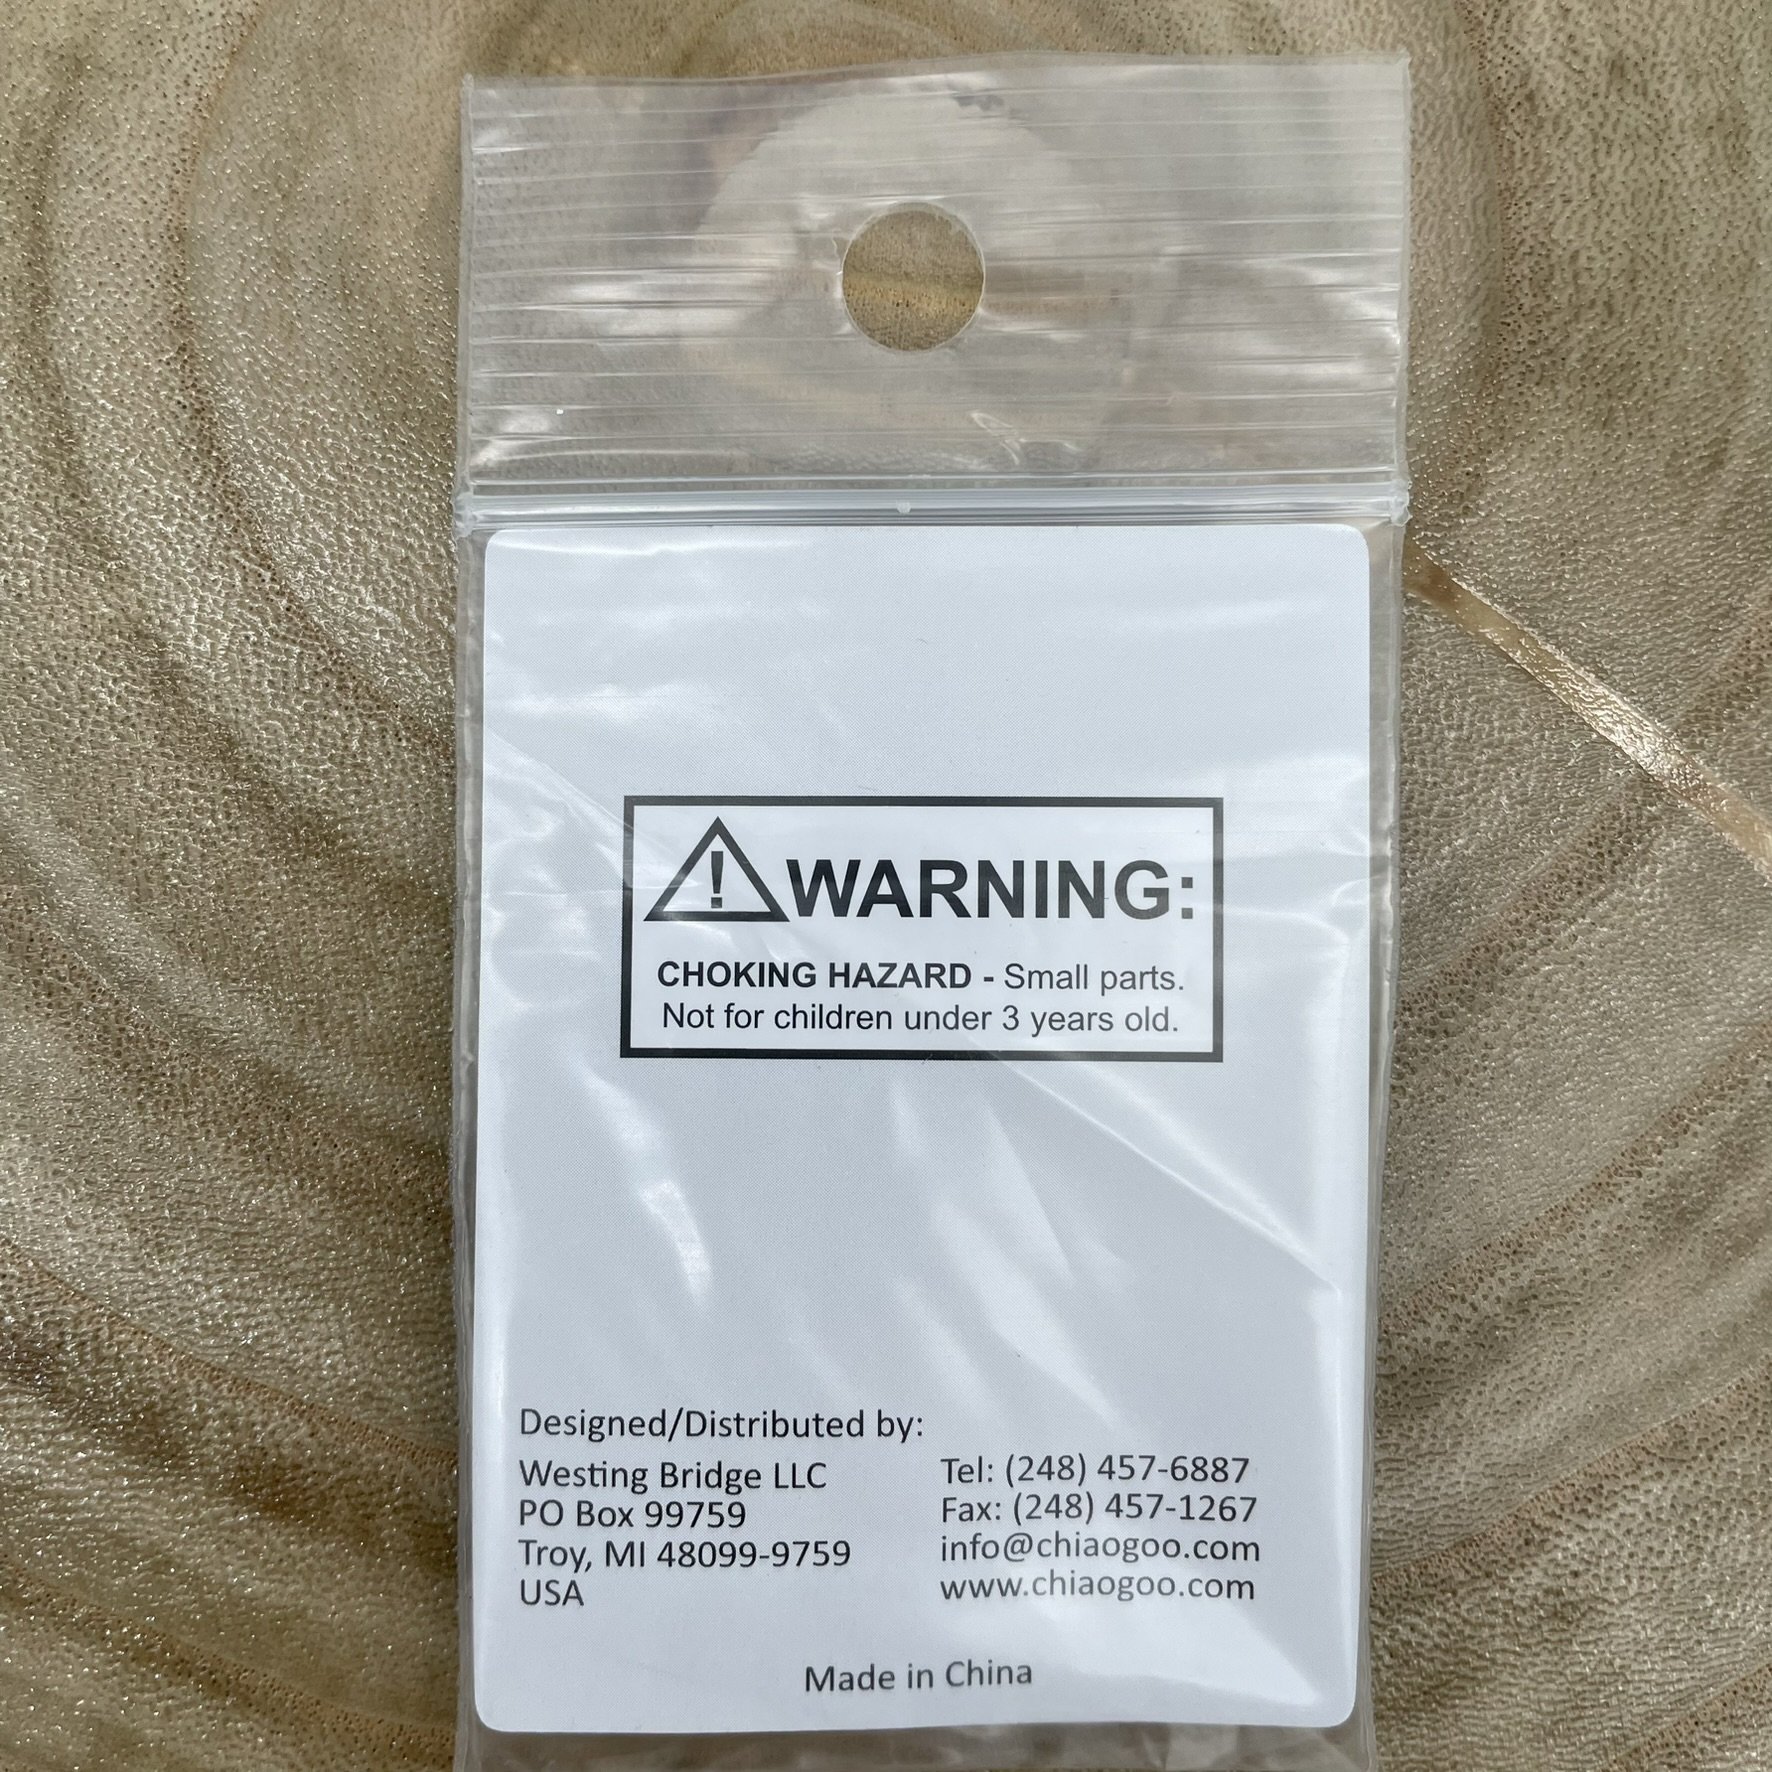 WARNING:
CHOKING HAZARD - Small parts.
Not for children under 3 years old.
Designed/Distributed by:
Westing Bridge LLC
PO Box 99759
Troy, MI 48099-9759
USA
Tel: (248) 457-6887
Fax: (248) 457-1267
info@chiaogoo.com
www.chiaogoo.com
Made in China